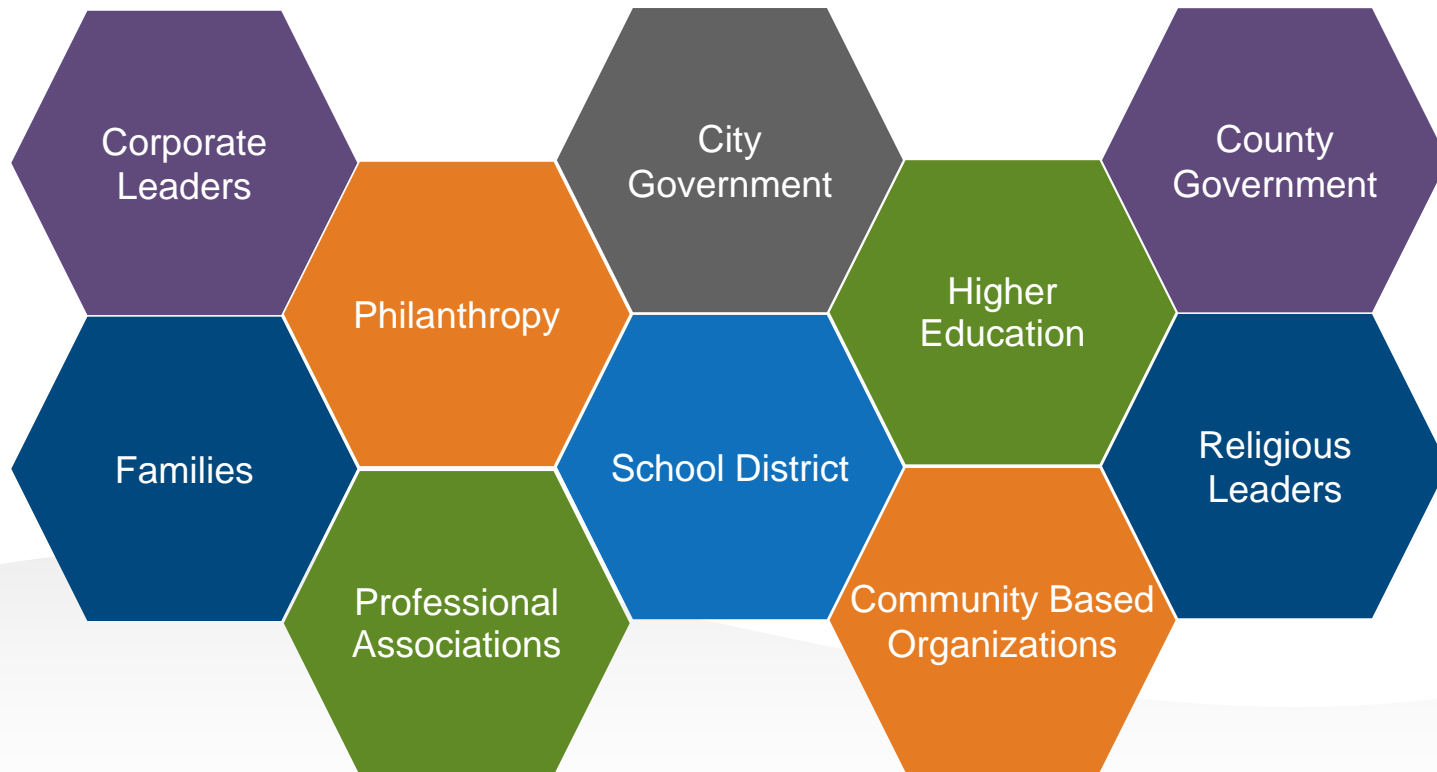 Corporate
Leaders
City
Government
County
Government
Philanthropy
Higher
Education
Families
School District
Religious
Leaders
Professional
Associations
Community Based
Organizations